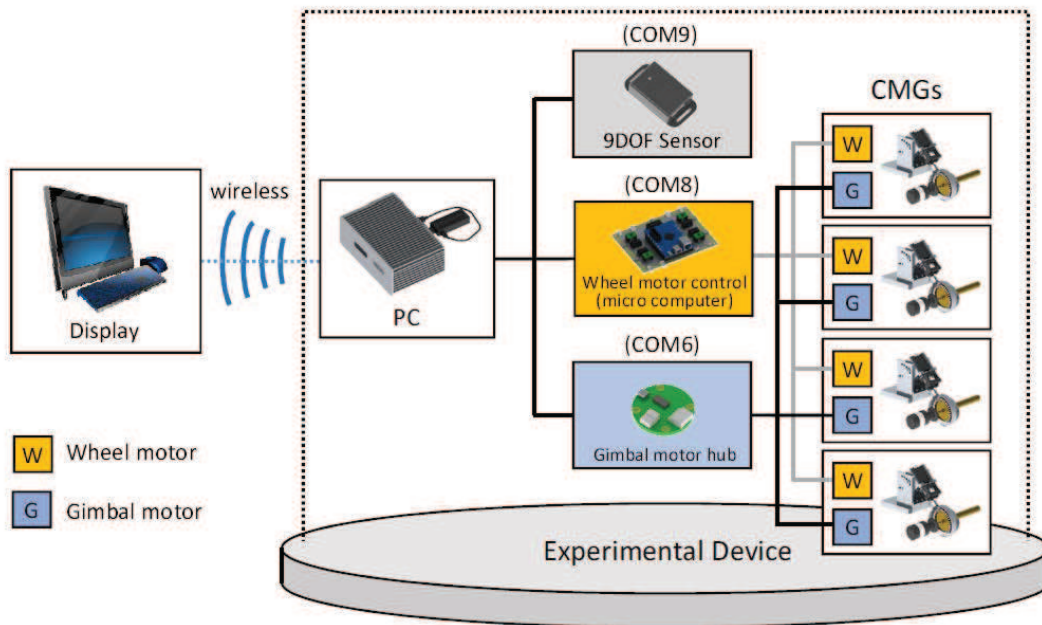 (COM9)
9DOF Sensor
CMGs
W
G
wireless
(COM8)
Wheel motor control
(micro computer)
W
G
Display
PC
(COM6)
Gimbal motor hub
W
G
W Wheel motor
G Gimbal motor
W
G
Experimental Device